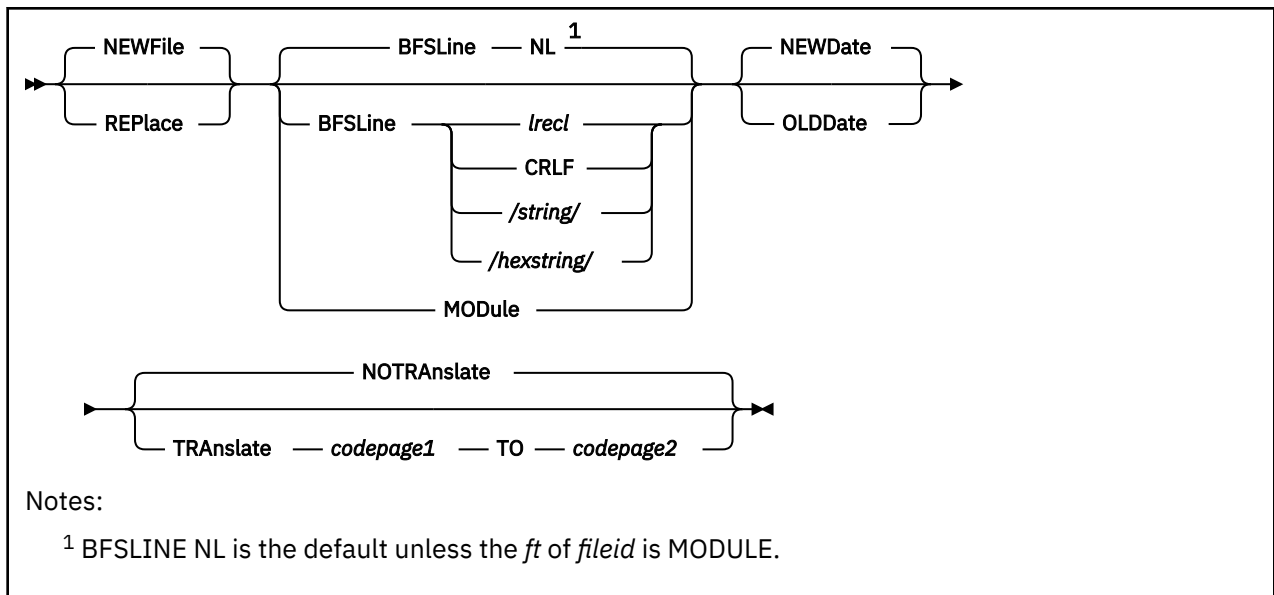 NEWFile
REPlace
BFSLine NL 1
BFSLine lrecl
CRLF
/string/
/hexstring/
MODule
NEWDate
OLDDate
NOTRAnslate
TRAnslate codepage1 TO codepage2
Notes:
1 BFSLINE NL is the default unless the ft of fileid is MODULE.